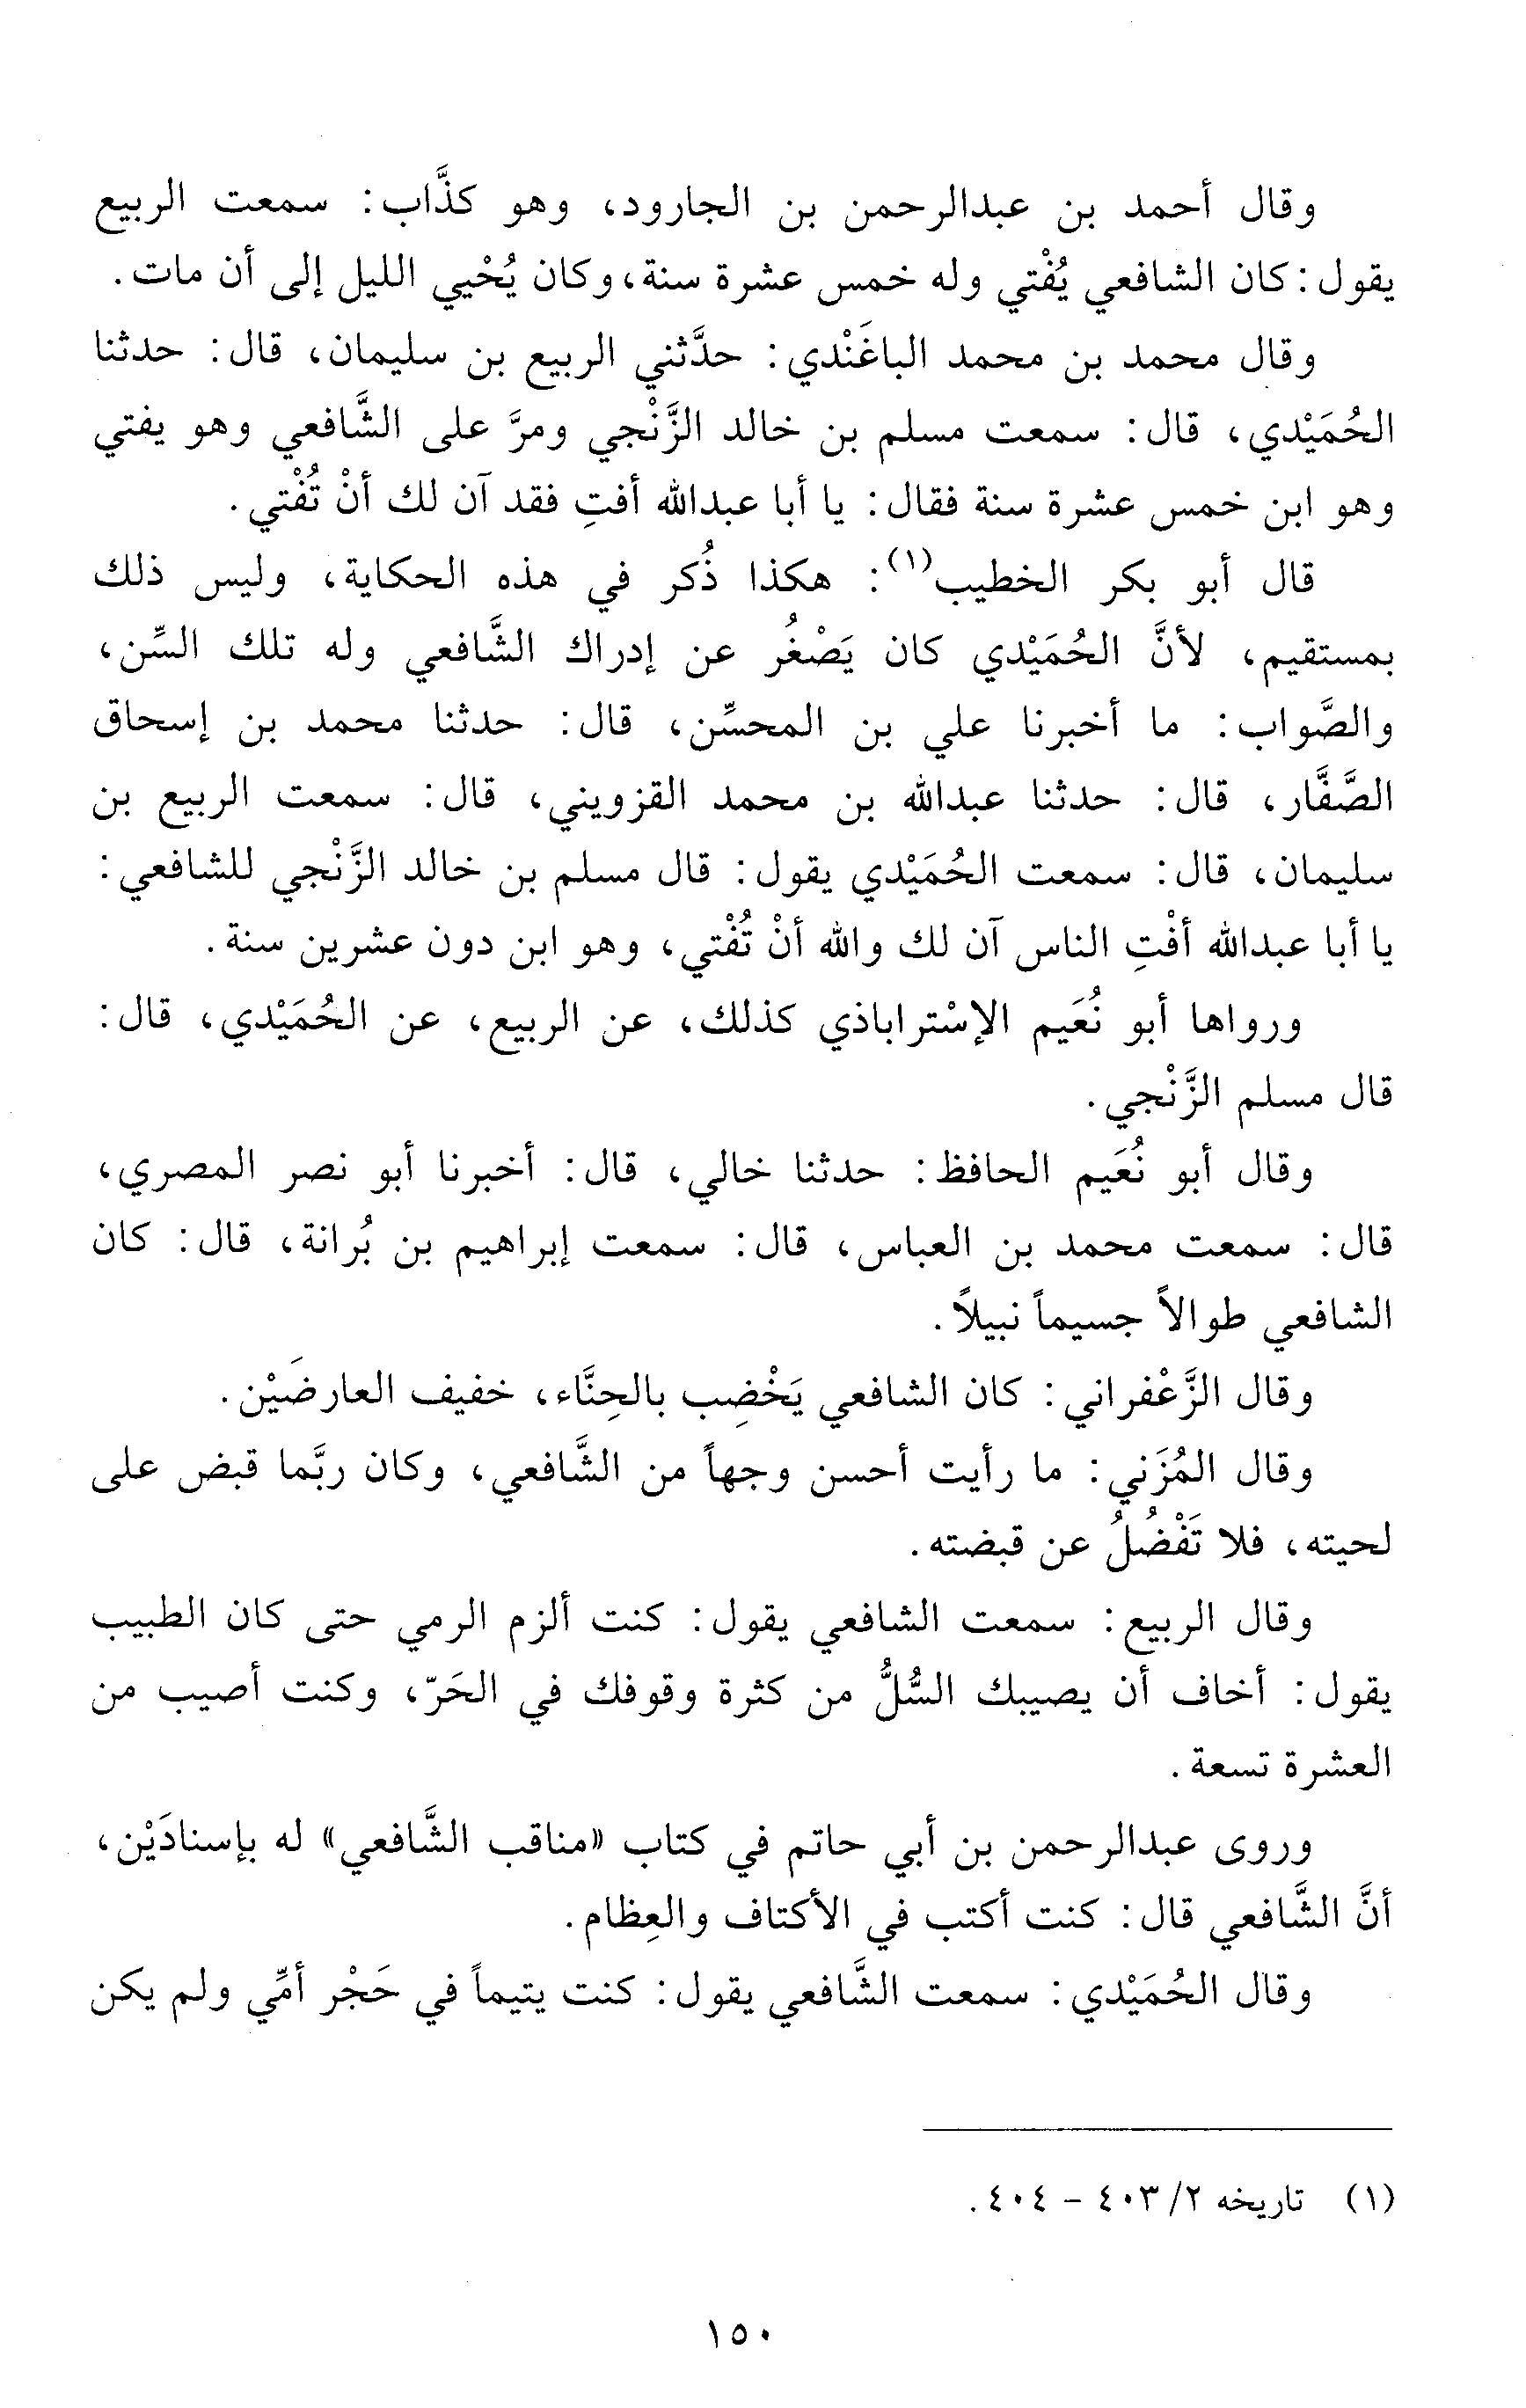 وقال أحمد بن عبدالرحمن بن الجارود، وهو كذَّاب: سمعت الربيع
يقول: كان الشافعي يُفْتي وله خمس عشرة سنة، وكان يُحْيي الليل إلى أن مات.
وقال محمد بن محمد الباغَنْدي: حدَّثني الربيع بن سليمان، قال: حدثنا
الحُمَيْدي، قال: سمعت مسلم بن خالد الزَّنْجي ومرَّ على الشَّافعي وهو يفتي
وهو ابن خمس عشرة سنة فقال: يا أبا عبدالله أفتِ فقد آن لك أنْ تُفْتي.
قال أبو بكر الخطيب(١): هكذا ذُكر في هذه الحكاية، وليس ذلك
بمستقيم، لأنَّ الحُمَيْدي كان يَصْغُر عن إدراك الشَّافعي وله تلك السِّن،
والصَّواب: ما أخبرنا علي بن المحسِّن، قال: حدثنا محمد بن إسحاق
الصَّفَّار، قال: حدثنا عبدالله بن محمد القزويني، قال: سمعت الربيع بن
سليمان، قال: سمعت الحُمَيْدي يقول: قال مسلم بن خالد الزَّنْجي للشافعي:
يا أبا عبدالله أفْتِ الناس آن لك والله أنْ تُفْتي، وهو ابن دون عشرين سنة.
ورواها أبو نُعَيم الإسْتراباذي كذلك، عن الربيع، عن الحُمَيْدي، قال:
قال مسلم الزَّنْجي.
وقال أبو نُعَيم الحافظ: حدثنا خالي، قال: أخبرنا أبو نصر المصري،
قال: سمعت محمد بن العباس، قال: سمعت إبراهيم بن بُرانة، قال: كان
الشافعي طوالاً جسيماً نبيلاً.
وقال الزَّعْفراني: كان الشافعي يَخْضِب بالحِنَّاء، خفيف العارضَيْن.
وقال المُزَني: ما رأيت أحسن وجهاً من الشَّافعي، وكان ربَّما قبض على
لحيته، فلا تَفْضُلُ عن قبضته.
وقال الربيع: سمعت الشافعي يقول: كنت ألزم الرمي حتى كان الطبيب
يقول: أخاف أن يصيبك السُّلُّ من كثرة وقوفك في الحَرّ، وكنت أصيب من
العشرة تسعة.
وروى عبدالرحمن بن أبي حاتم في كتاب «مناقب الشَّافعي» له بإسنادَيْن،
أنَّ الشَّافعي قال: كنت أكتب في الأكتاف والعِظام.
وقال الحُمَيْدي: سمعت الشَّافعي يقول: كنت يتيماً في حَجْر أمِّي ولم يكن
(١) تاريخه ٢/ ٤٠٣ - ٤٠٤.
١٥٠